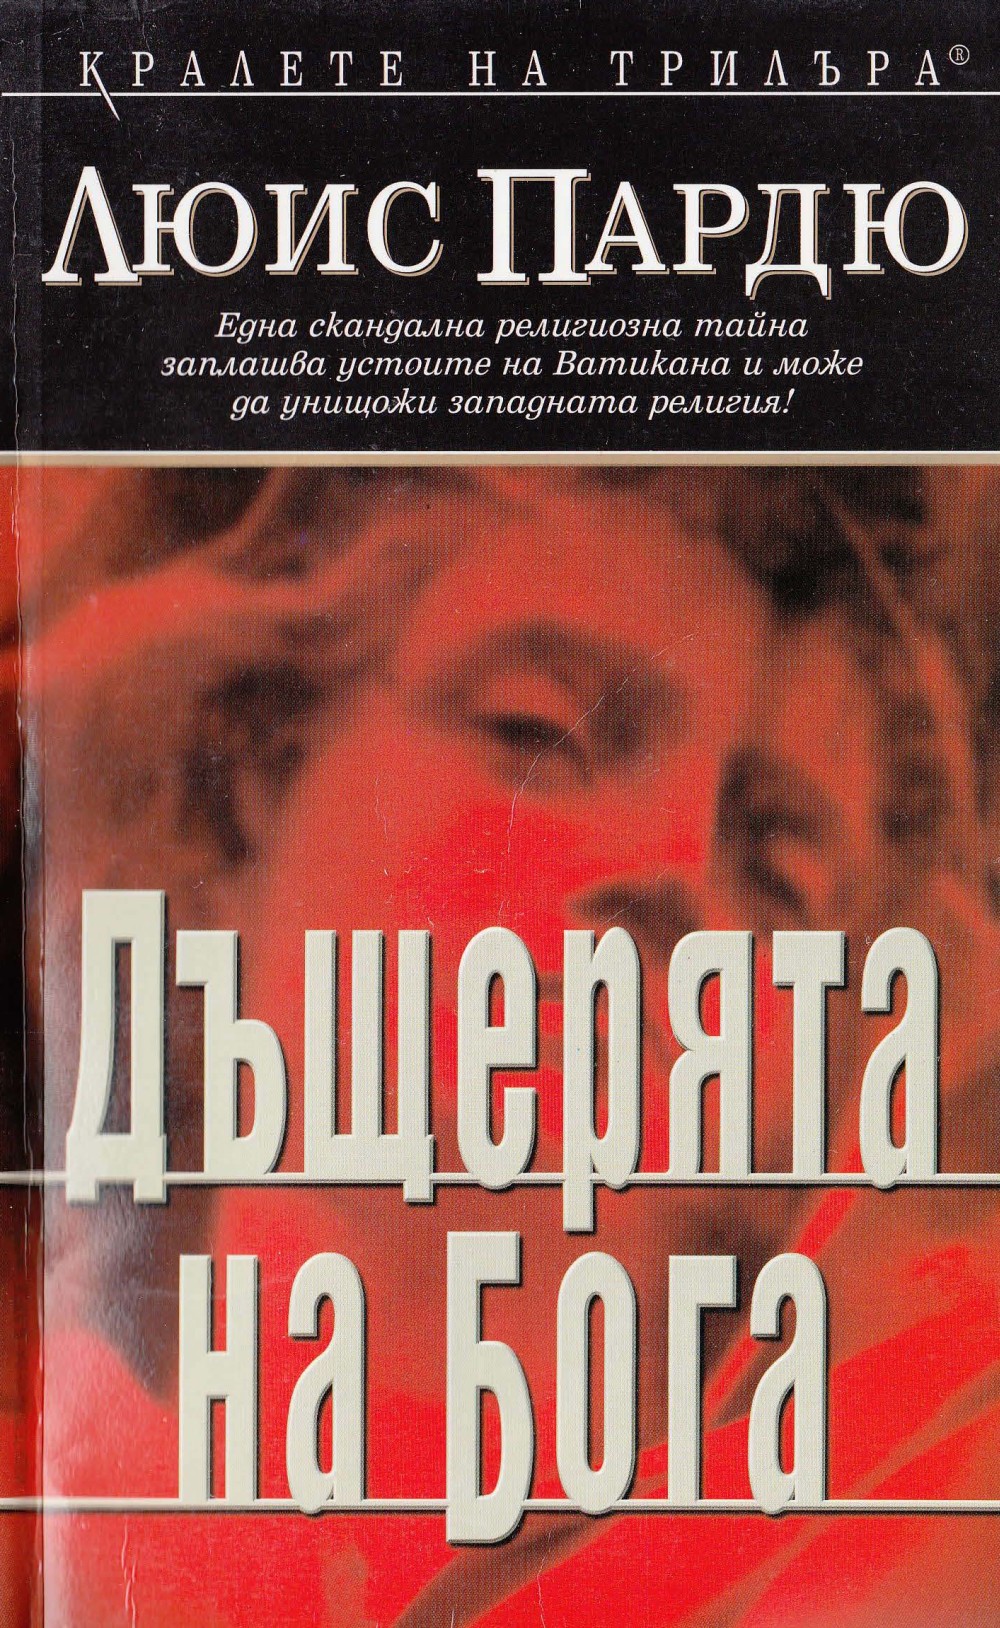 КРАЛЕТЕ НА ТРИЛЪРА®
ЛЮИС ПАРДЮ
Една скандална религиозна тайна
заплашва устоите на Ватикана и може
да унищожи западната религия!
Дъщерята
на Бога